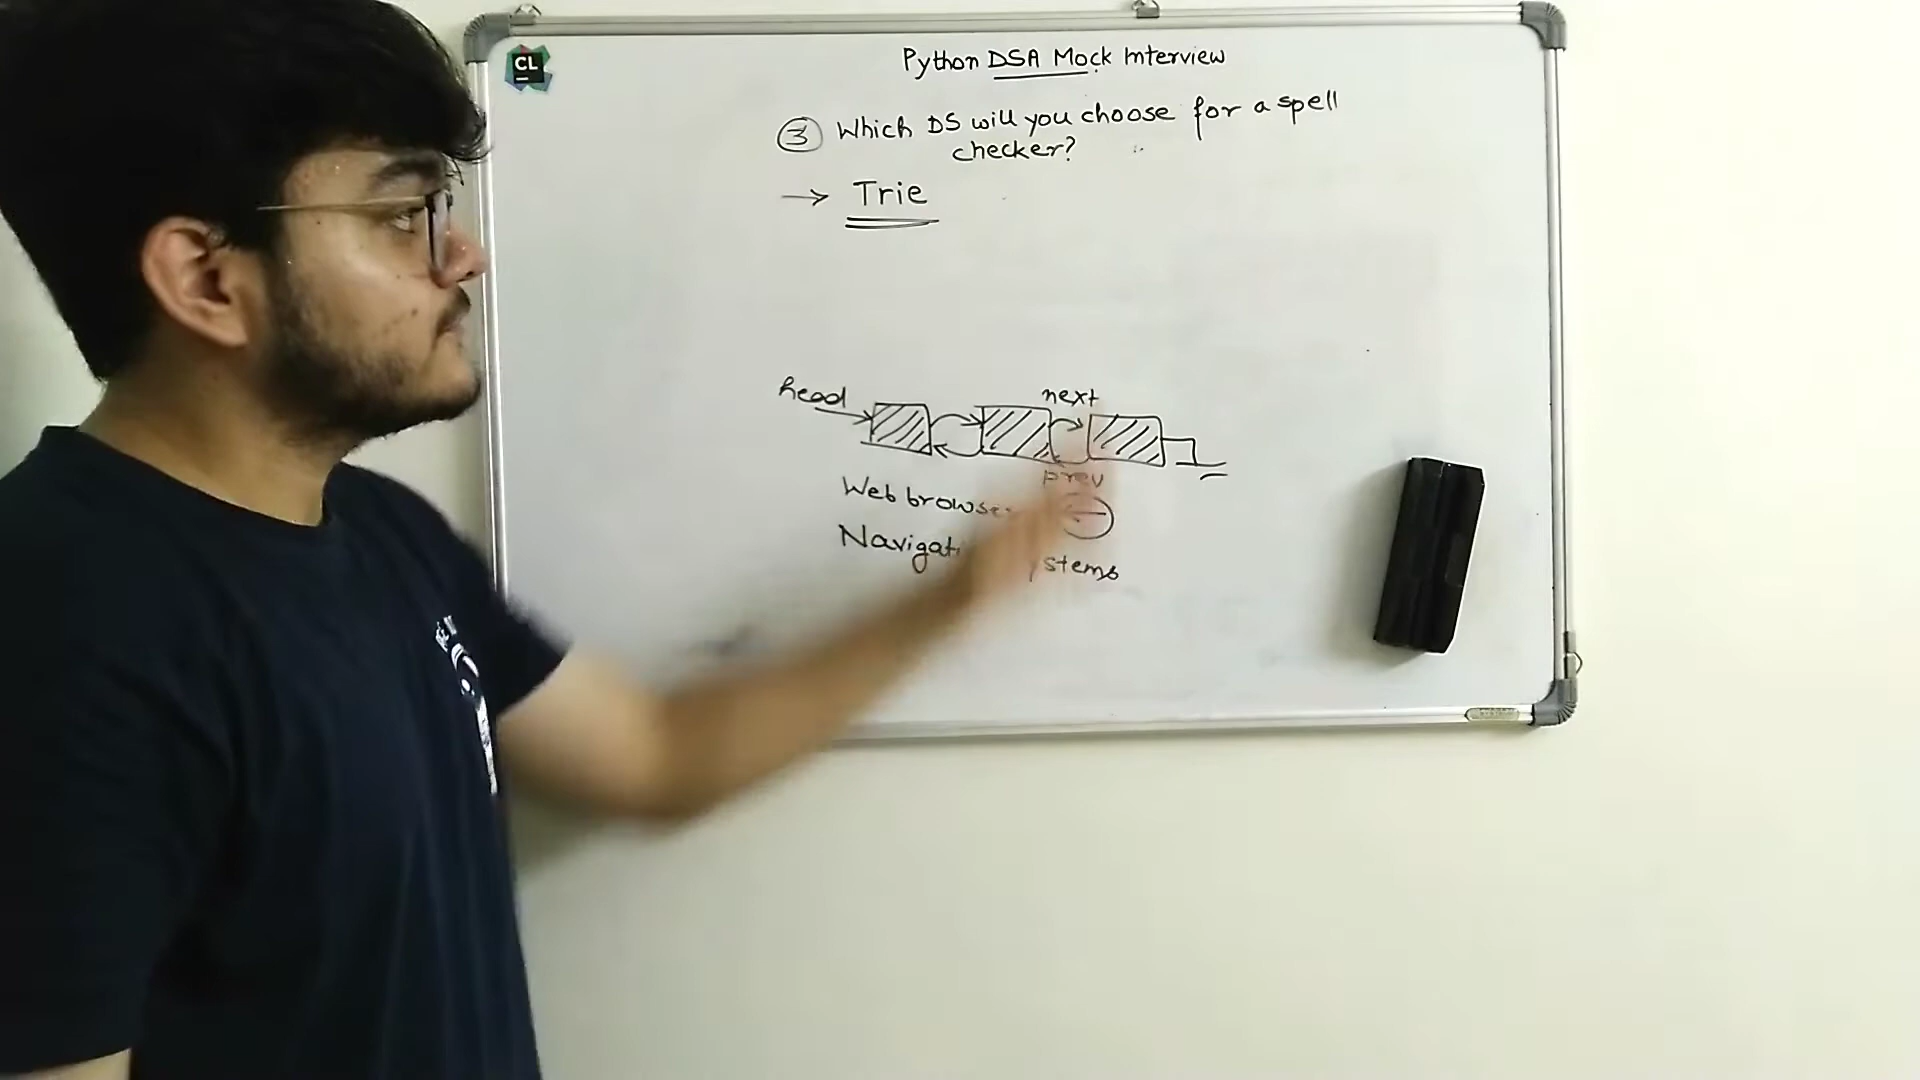 CL
Python DSA Mock Interview
③ Which DS will you choose for a spell
checker?
→ Trie
head
next
prev
Web browse
Navigati ystems